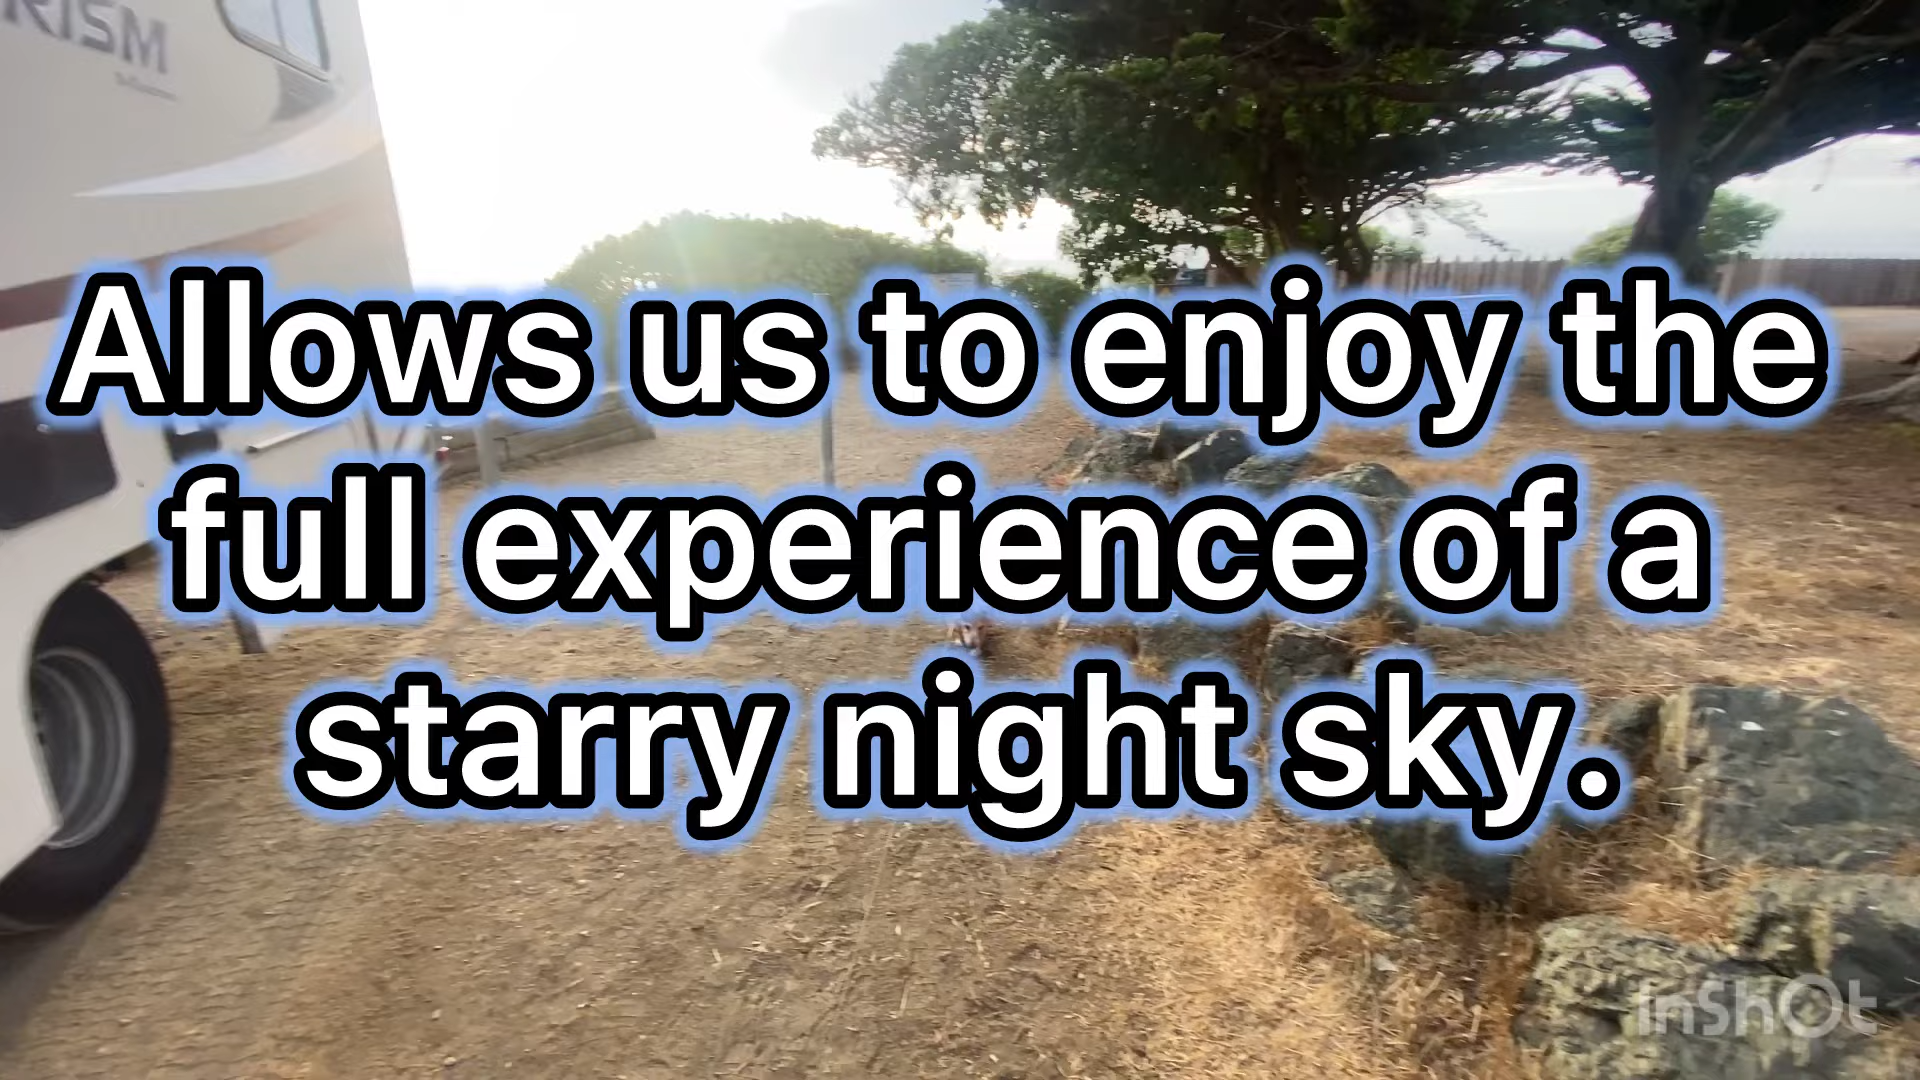 RISM
Allows us to enjoy the
full experience of a
starry night sky.
InShOt